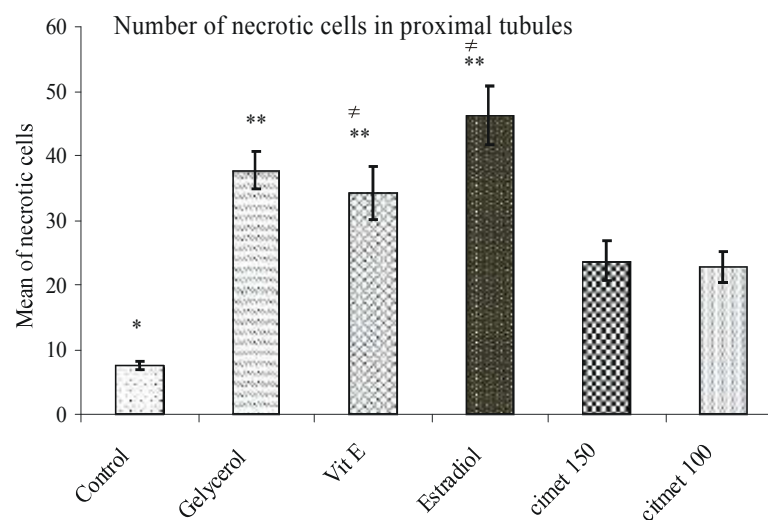 Number of necrotic cells in proximal tubules
Mean of necrotic cells
60
50
40
30
20
10
0
*
**
≠
**
≠
**
Control
Gelycerol
Vit E
Estradiol
cimet 150
citmet 100